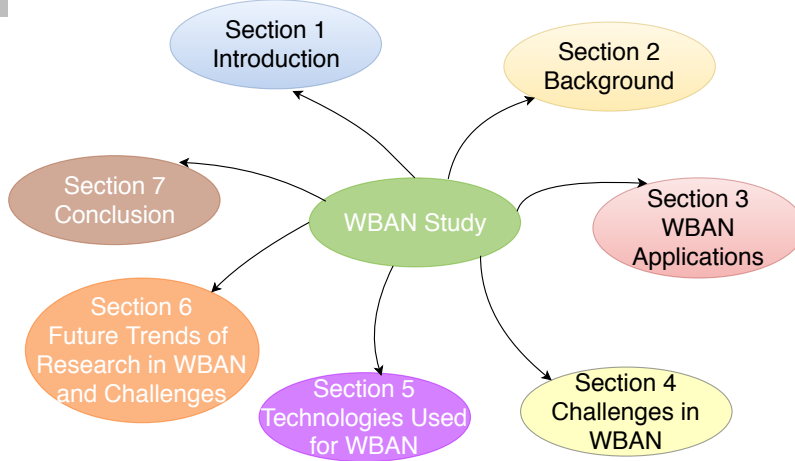 Section 1
Introduction
Section 2
Background
Section 7
Conclusion
WBAN Study
Section 3
WBAN
Applications
Section 6
Future Trends of
Research in WBAN
and Challenges
Section 5
Technologies Used
for WBAN
Section 4
Challenges in
WBAN